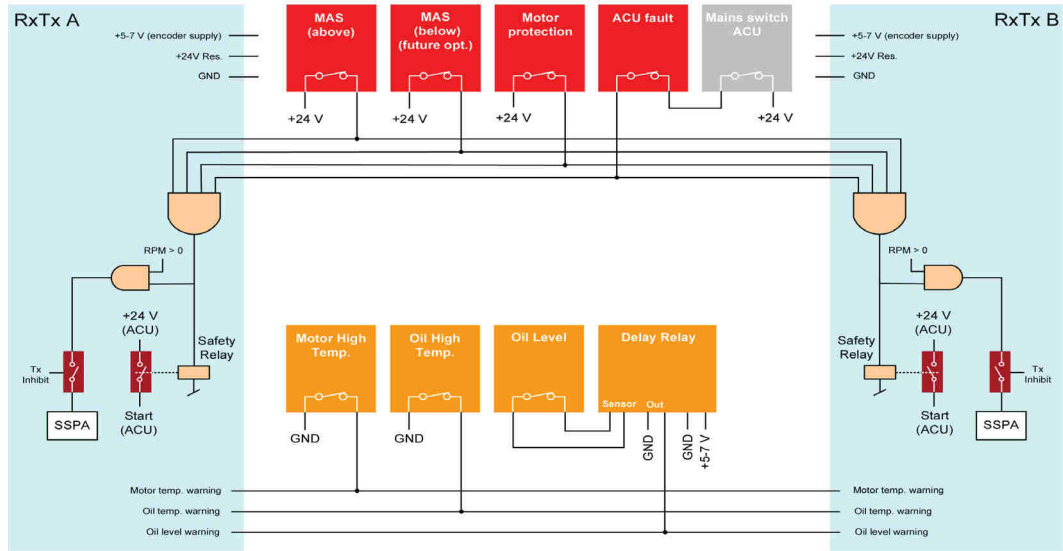 RxTx A
RxTx B
MAS
(above)
MAS
(below)
(future opt.)
Motor
protection
ACU fault
Mains switch
ACU
+5-7 V (encoder supply)
+24V Res.
GND
+5-7 V (encoder supply)
+24V Res.
GND
+24 V
+24 V
+24 V
+24 V
RPM > 0
RPM > 0
+24 V
(ACU)
Safety
Relay
Tx
Inhibit
Start
(ACU)
SSPA
Motor High
Temp.
Oil High
Temp.
Oil Level
Delay Relay
Sensor Out
GND
GND
GND
GND
+5-7 V
+24 V
(ACU)
Safety
Relay
Tx
Inhibit
Start
(ACU)
SSPA
Motor temp. warning
Oil temp. warning
Oil level warning
Motor temp. warning
Oil temp. warning
Oil level warning